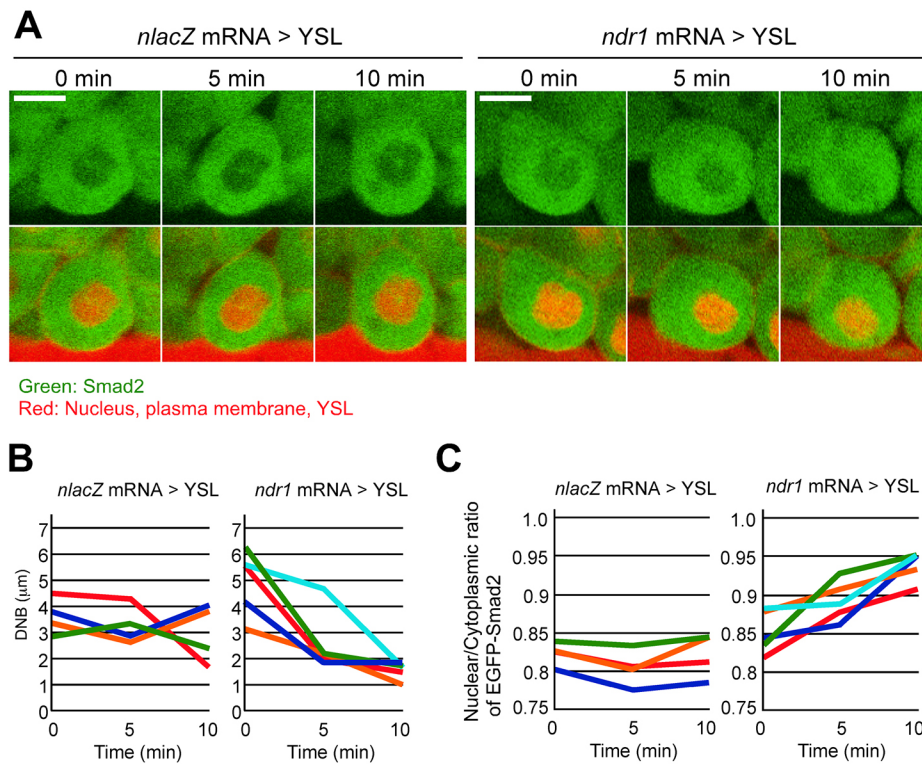 A
nlacZ mRNA > YSL
ndr1 mRNA > YSL
0 min 5 min 10 min 0 min 5 min 10 min
Green: Smad2
Red: Nucleus, plasma membrane, YSL
B
nlacZ mRNA > YSL
ndr1 mRNA > YSL
DNB (μm)
7
6
5
4
3
2
1
0
0 5 10
Time (min)
7
6
5
4
3
2
1
0
0 5 10
Time (min)
C
nlacZ mRNA > YSL
ndr1 mRNA > YSL
Nuclear/Cytoplasmic ratio
of EGFP-Smad2
1.0
0.95
0.9
0.85
0.8
0.75
0 5 10
Time (min)
1.0
0.95
0.9
0.85
0.8
0.75
0 5 10
Time (min)